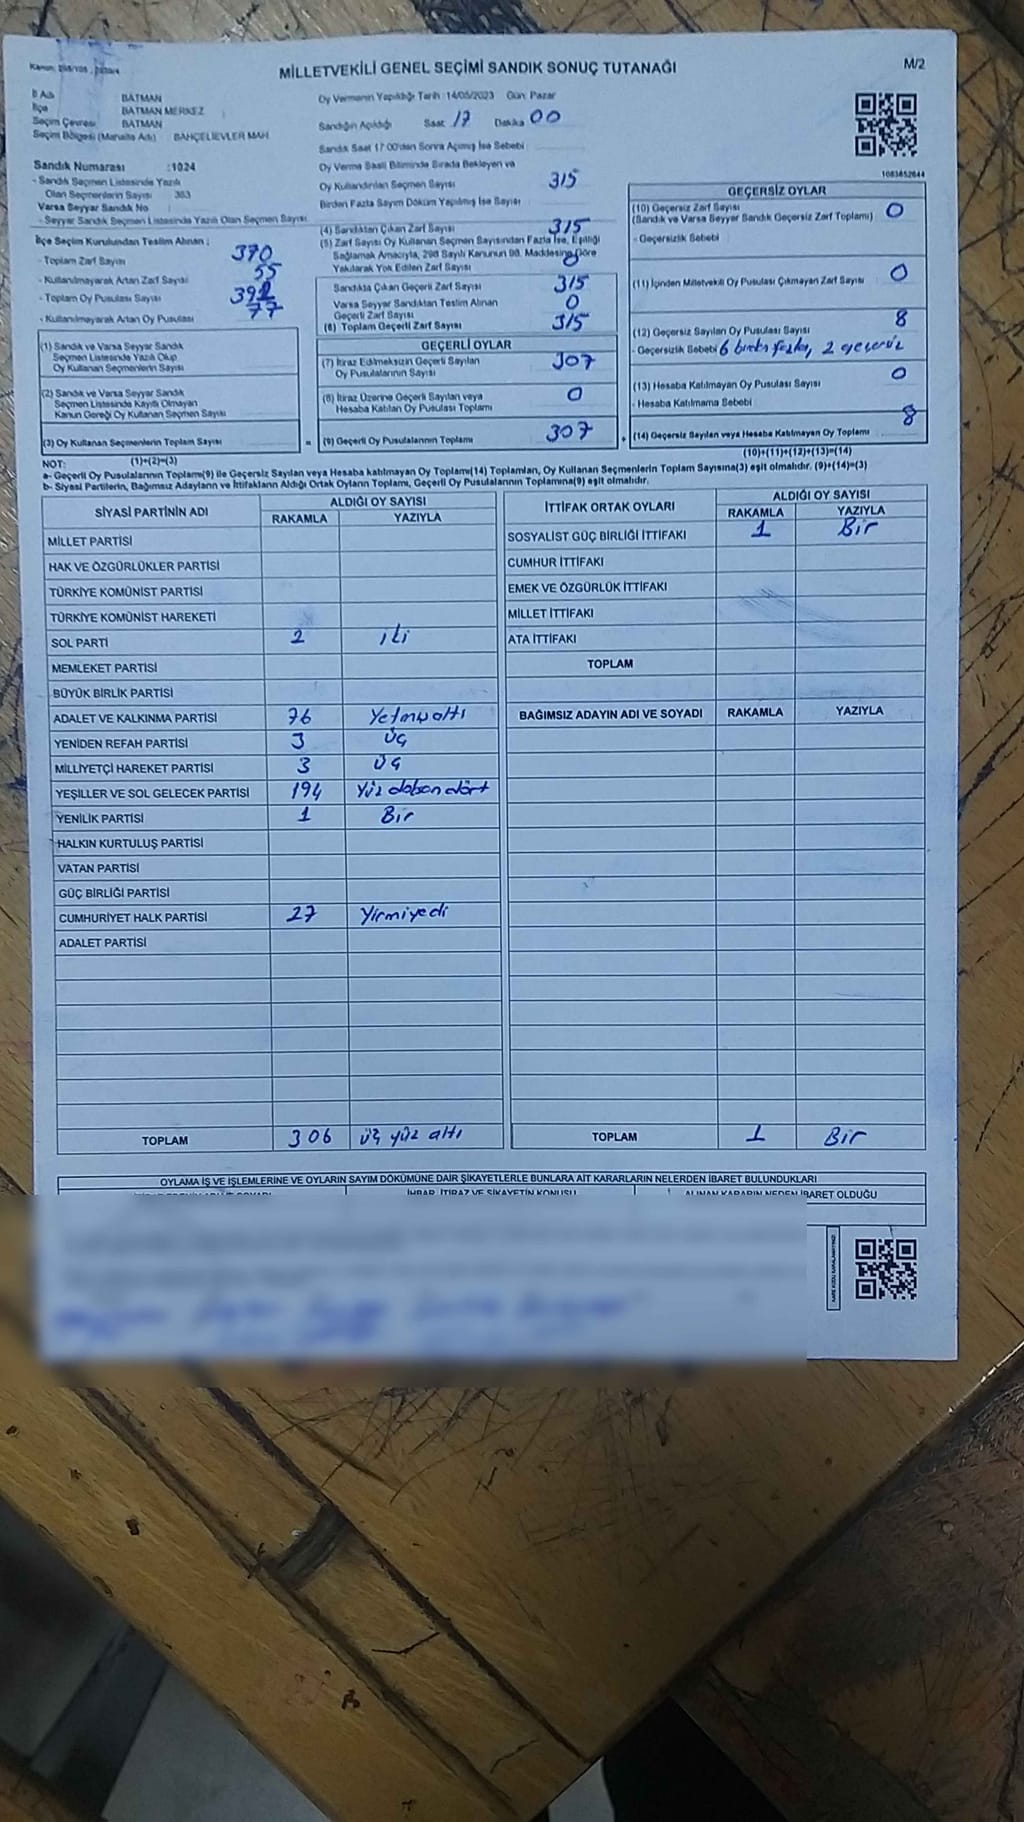 MİLLETVEKİLİ GENEL SEÇİMİ SANDIK SONUÇ TUTANAĞI
M/2
İl Adı BATMAN
İlçe BATMAN MERKEZ
Seçim Çevresi BATMAN
Seçim Bölgesi (Mahalle Adı) BAHÇELİEVLER MAH
Sandık Numarası :1024
- Sandık Seçmen Listesinde Yazılı
Olan Seçmenlerin Sayısı 363
Varsa Seyyar Sandık No
- Seyyar Sandık Seçmen Listesinde Yazılı Olan Seçmen Sayısı
İlçe Seçim Kurulundan Teslim Alınan :
- Toplam Zarf Sayısı 370
- Kullanılmayarak Artan Zarf Sayısı 55
- Toplam Oy Pusulası Sayısı
- Kullanılmayarak Artan Oy Pusulası 77
(1) Sandık ve Varsa Seyyar Sandık
Seçmen Listesinde Yazılı Olup
Oy Kullanan Seçmenlerin Sayısı
(2) Sandık ve Varsa Seyyar Sandık
Seçmen Listesinde Kayıtlı Olmayan
Kanun Gereği Oy Kullanan Seçmen Sayısı
(3) Oy Kullanan Seçmenlerin Toplam Sayısı
Oy Vermenin Yapıldığı Tarih :14/05/2023 Gün: Pazar
Sandığın Açıldığı Saat 17 Dakika 00
Sandık Saat 17:00'den Sonra Açılmış İse Sebebi :
Oy Verme Saati Bitiminde Sırada Bekleyen ve
Oy Kullandırılan Seçmen Sayısı 315
Birden Fazla Sayım Döküm Yapılmış İse Sayısı
(4) Sandıktan Çıkan Zarf Sayısı 315
(5) Zarf Sayısı Oy Kullanan Seçmen Sayısından Fazla İse, Eşitliği
Sağlamak Amacıyla, 298 Sayılı Kanunun 98. Maddesine Göre
Yakılarak Yok Edilen Zarf Sayısı 0
Sandıkta Çıkan Geçerli Zarf Sayısı 315
Varsa Seyyar Sandıktan Teslim Alınan
Geçerli Zarf Sayısı 0
(6) Toplam Geçerli Zarf Sayısı 315
GEÇERLİ OYLAR
(7) İtiraz Edilmeksizin Geçerli Sayılan
Oy Pusulalarının Sayısı 307
(8) İtiraz Üzerine Geçerli Sayılan veya
Hesaba Katılan Oy Pusulası Toplamı 0
= (9) Geçerli Oy Pusulalarının Toplamı 307 +
1083452644
GEÇERSİZ OYLAR
(10) Geçersiz Zarf Sayısı 0
(Sandık ve Varsa Seyyar Sandık Geçersiz Zarf Toplamı)
- Geçersizlik Sebebi
(11) İçinden Milletvekili Oy Pusulası Çıkmayan Zarf Sayısı 0
(12) Geçersiz Sayılan Oy Pusulası Sayısı 8
- Geçersizlik Sebebi 6 birden fazla, 2 geçersiz
(13) Hesaba Katılmayan Oy Pusulası Sayısı 0
- Hesaba Katılmama Sebebi
(14) Geçersiz Sayılan veya Hesaba Katılmayan Oy Toplamı 8
NOT: (1)+(2)=(3) (10)+(11)+(12)+(13)=(14)
a- Geçerli Oy Pusulalarının Toplamı(9) ile Geçersiz Sayılan veya Hesaba katılmayan Oy Toplamı(14) Toplamları, Oy Kullanan Seçmenlerin Toplam Sayısına(3) eşit olmalıdır. (9)+(14)=(3)
b- Siyasi Partilerin, Bağımsız Adayların ve İttifakların Aldığı Ortak Oyların Toplamı, Geçerli Oy Pusulalarının Toplamına(9) eşit olmalıdır.
SİYASİ PARTİNİN ADI ALDIĞI OY SAYISI
RAKAMLA YAZIYLA
MİLLET PARTİSİ
HAK VE ÖZGÜRLÜKLER PARTİSİ
TÜRKİYE KOMÜNİST PARTİSİ
TÜRKİYE KOMÜNİST HAREKETİ
SOL PARTİ 2 iki
MEMLEKET PARTİSİ
BÜYÜK BİRLİK PARTİSİ
ADALET VE KALKINMA PARTİSİ 76 Yetmişaltı
YENİDEN REFAH PARTİSİ 3 üç
MİLLİYETÇİ HAREKET PARTİSİ 3 üç
YEŞİLLER VE SOL GELECEK PARTİSİ 194 Yüz doksan dört
YENİLİK PARTİSİ 1 Bir
HALKIN KURTULUŞ PARTİSİ
VATAN PARTİSİ
GÜÇ BİRLİĞİ PARTİSİ
CUMHURİYET HALK PARTİSİ 27 Yirmiyedi
ADALET PARTİSİ
TOPLAM 306 üç yüz altı
İTTİFAK ORTAK OYLARI ALDIĞI OY SAYISI
RAKAMLA YAZIYLA
SOSYALİST GÜÇ BİRLİĞİ İTTİFAKI 1 Bir
CUMHUR İTTİFAKI
EMEK VE ÖZGÜRLÜK İTTİFAKI
MİLLET İTTİFAKI
ATA İTTİFAKI
TOPLAM
BAĞIMSIZ ADAYIN ADI VE SOYADI RAKAMLA YAZIYLA
TOPLAM 1 Bir
OYLAMA İŞ VE İŞLEMLERİNE VE OYLARIN SAYIM DÖKÜMÜNE DAİR ŞİKAYETLERLE BUNLARA AİT KARARLARIN NELERDEN İBARET BULUNDUKLARI
İHBAR, İTİRAZ VE ŞİKAYETİN KONUSU ALINAN KARARIN NEDEN İBARET OLDUĞU